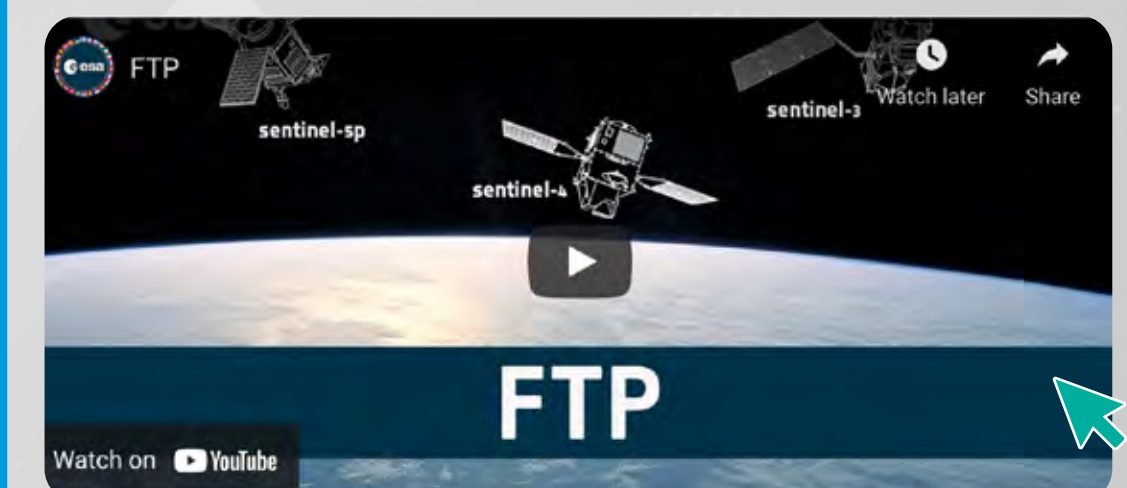 esa
FTP
Watch later
Share
sentinel-5p
sentinel-3
sentinel-4
FTP
Watch on YouTube